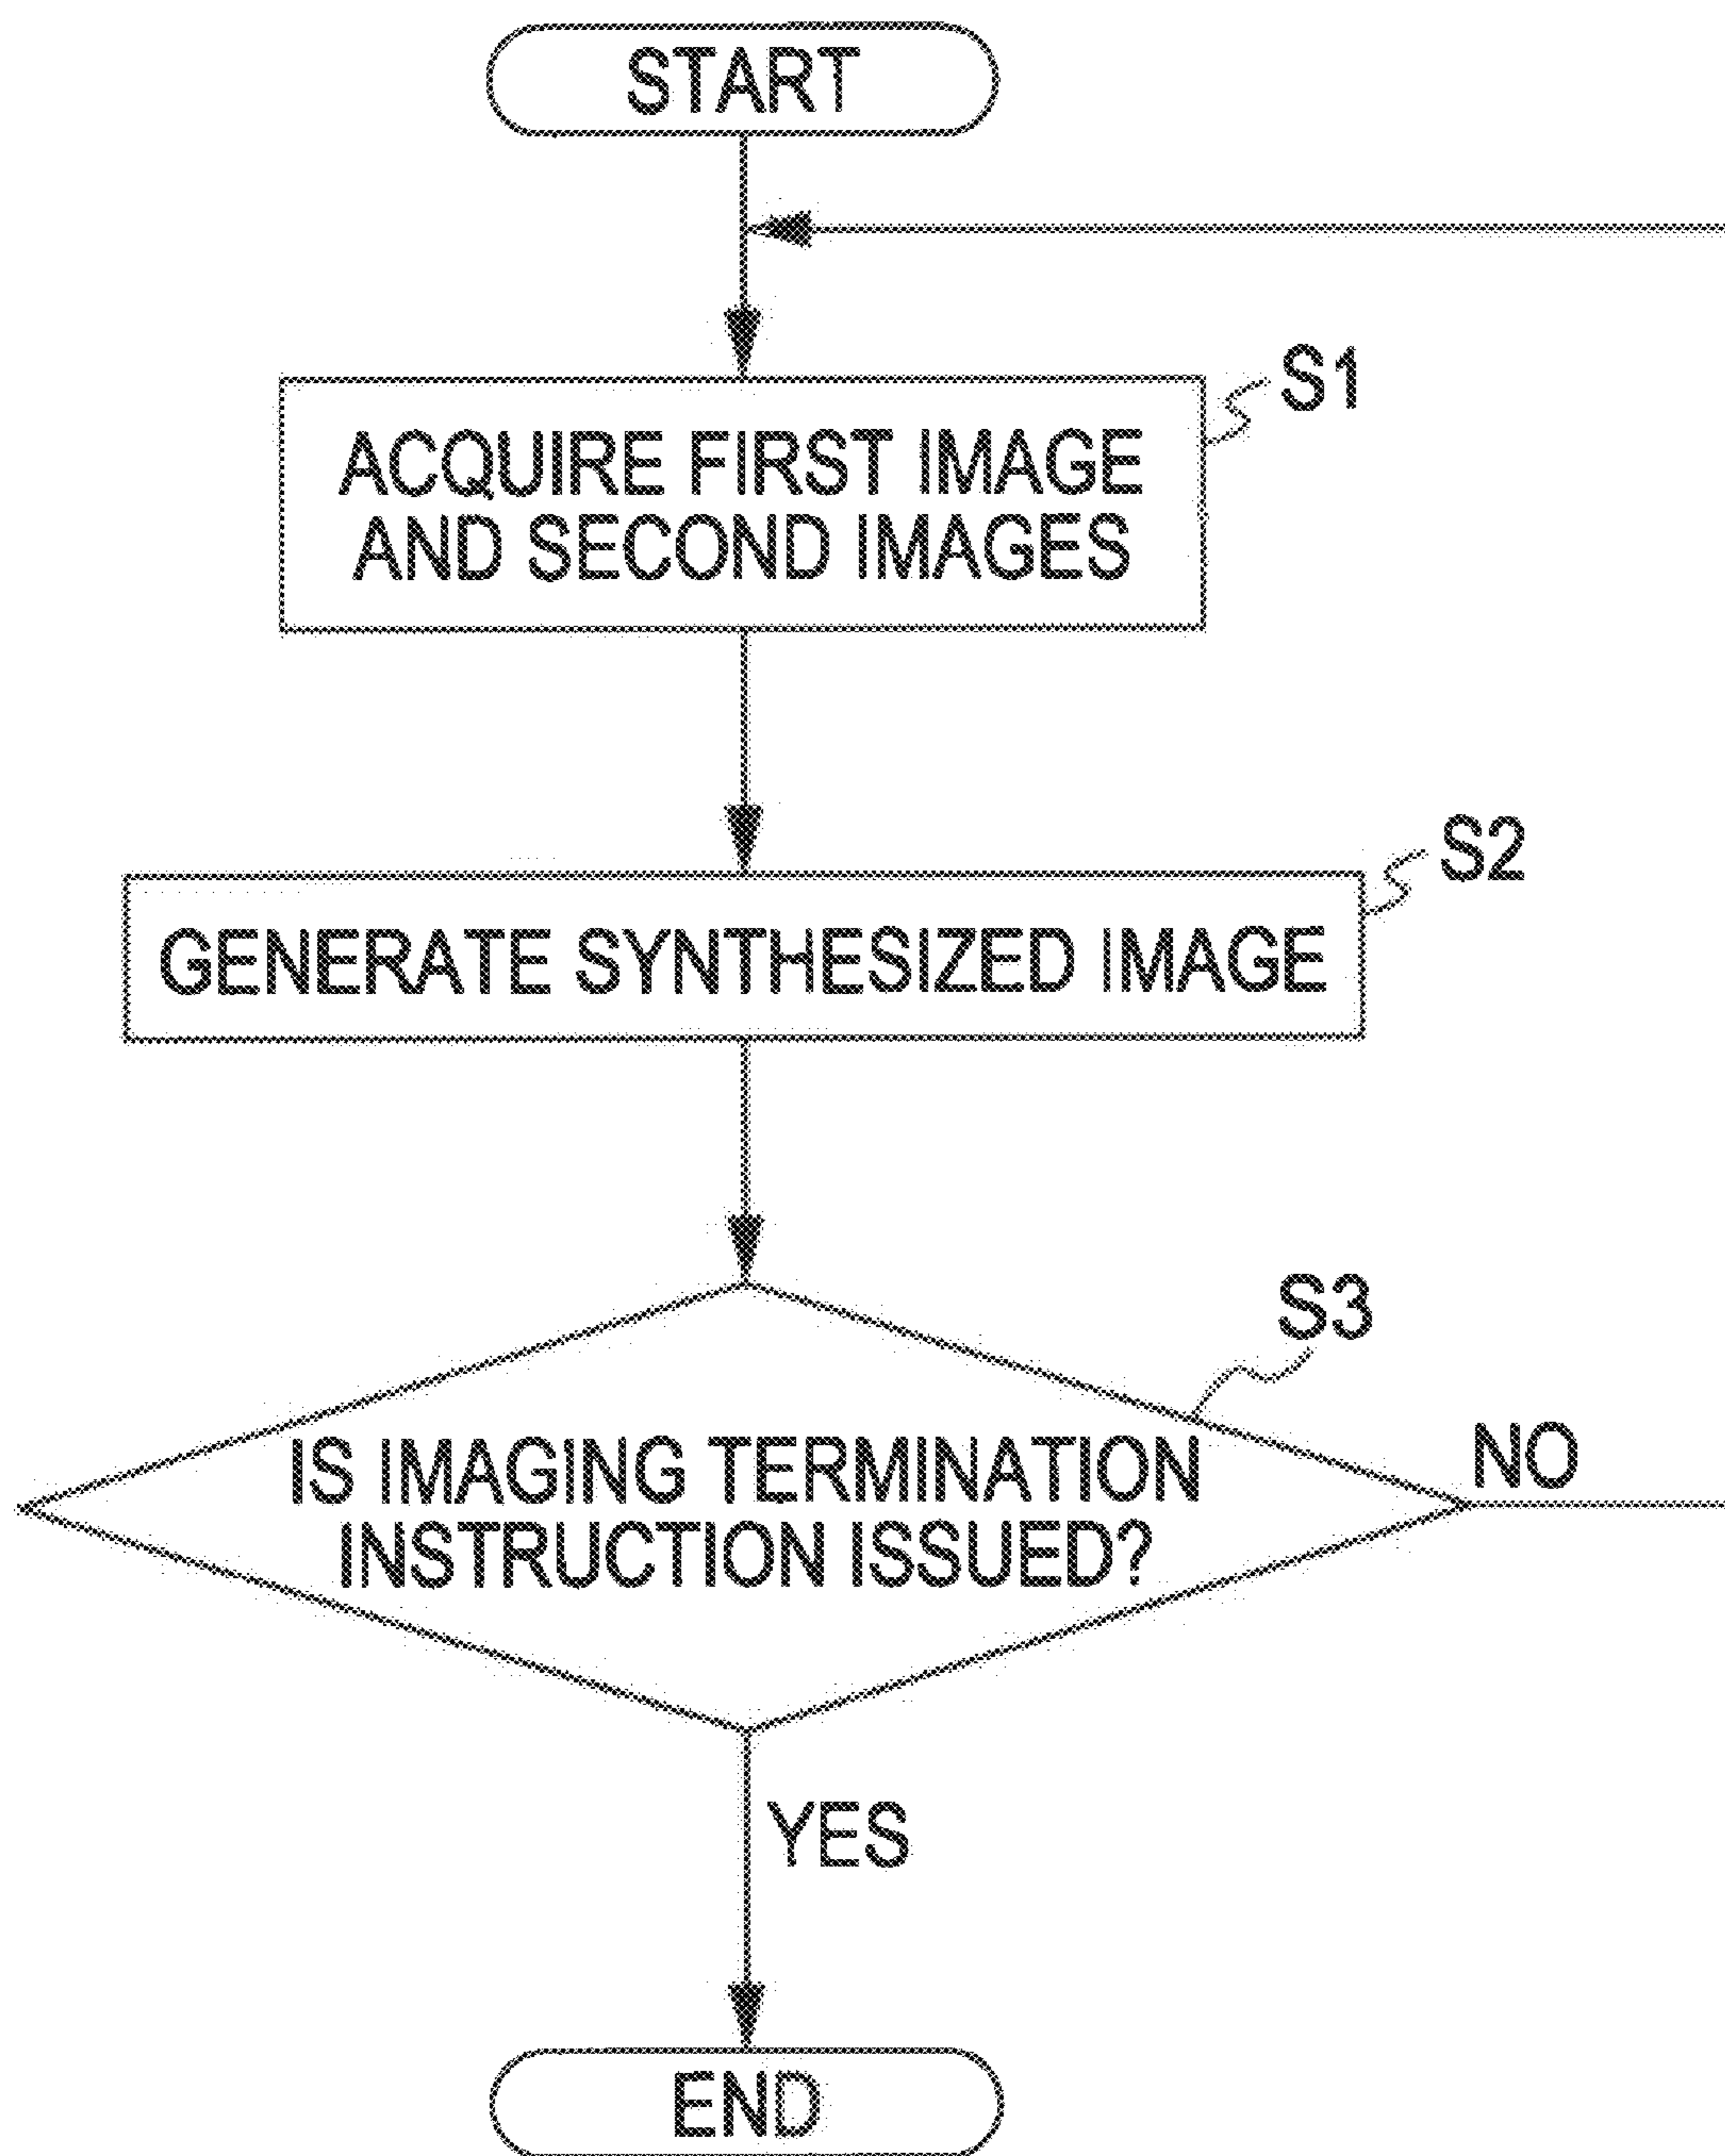 START
S1
ACQUIRE FIRST IMAGE
AND SECOND IMAGES
S2
GENERATE SYNTHESIZED IMAGE
S3
IS IMAGING TERMINATION
INSTRUCTION ISSUED?
NO
YES
END